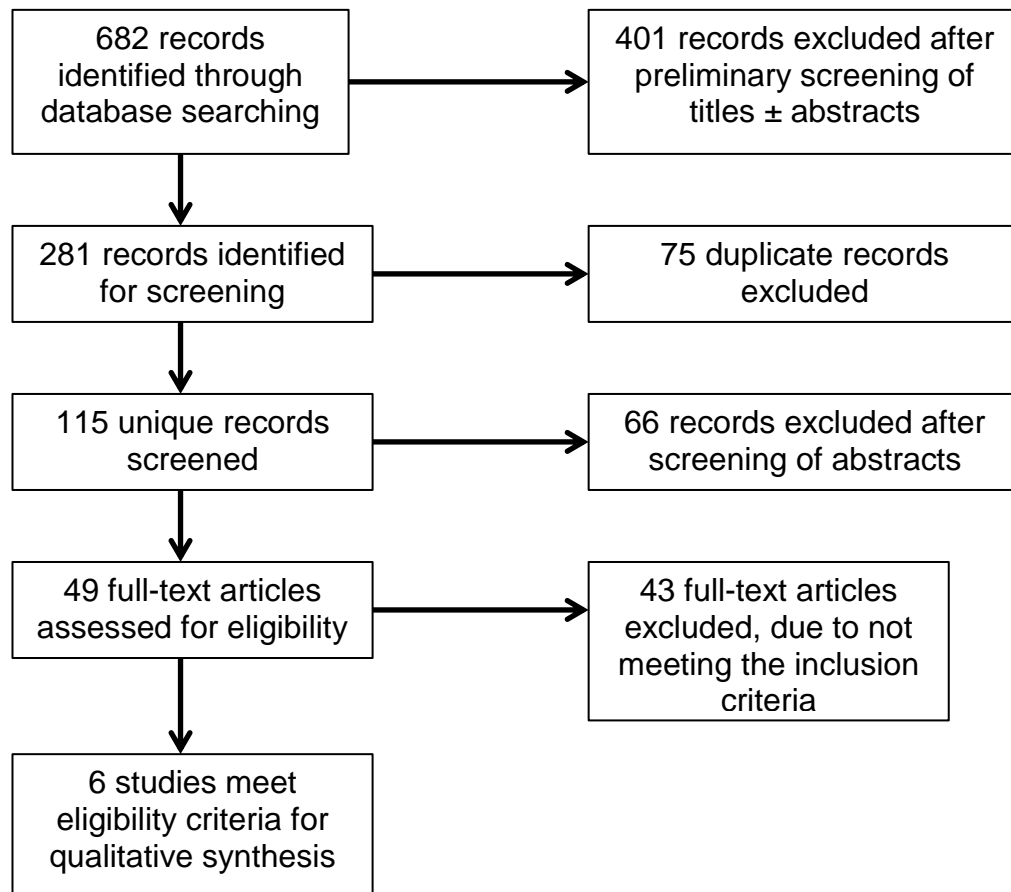 682 records
identified through
database searching
401 records excluded after
preliminary screening of
titles ± abstracts
281 records identified
for screening
75 duplicate records
excluded
115 unique records
screened
66 records excluded after
screening of abstracts
49 full-text articles
assessed for eligibility
43 full-text articles
excluded, due to not
meeting the inclusion
criteria
6 studies meet
eligibility criteria for
qualitative synthesis